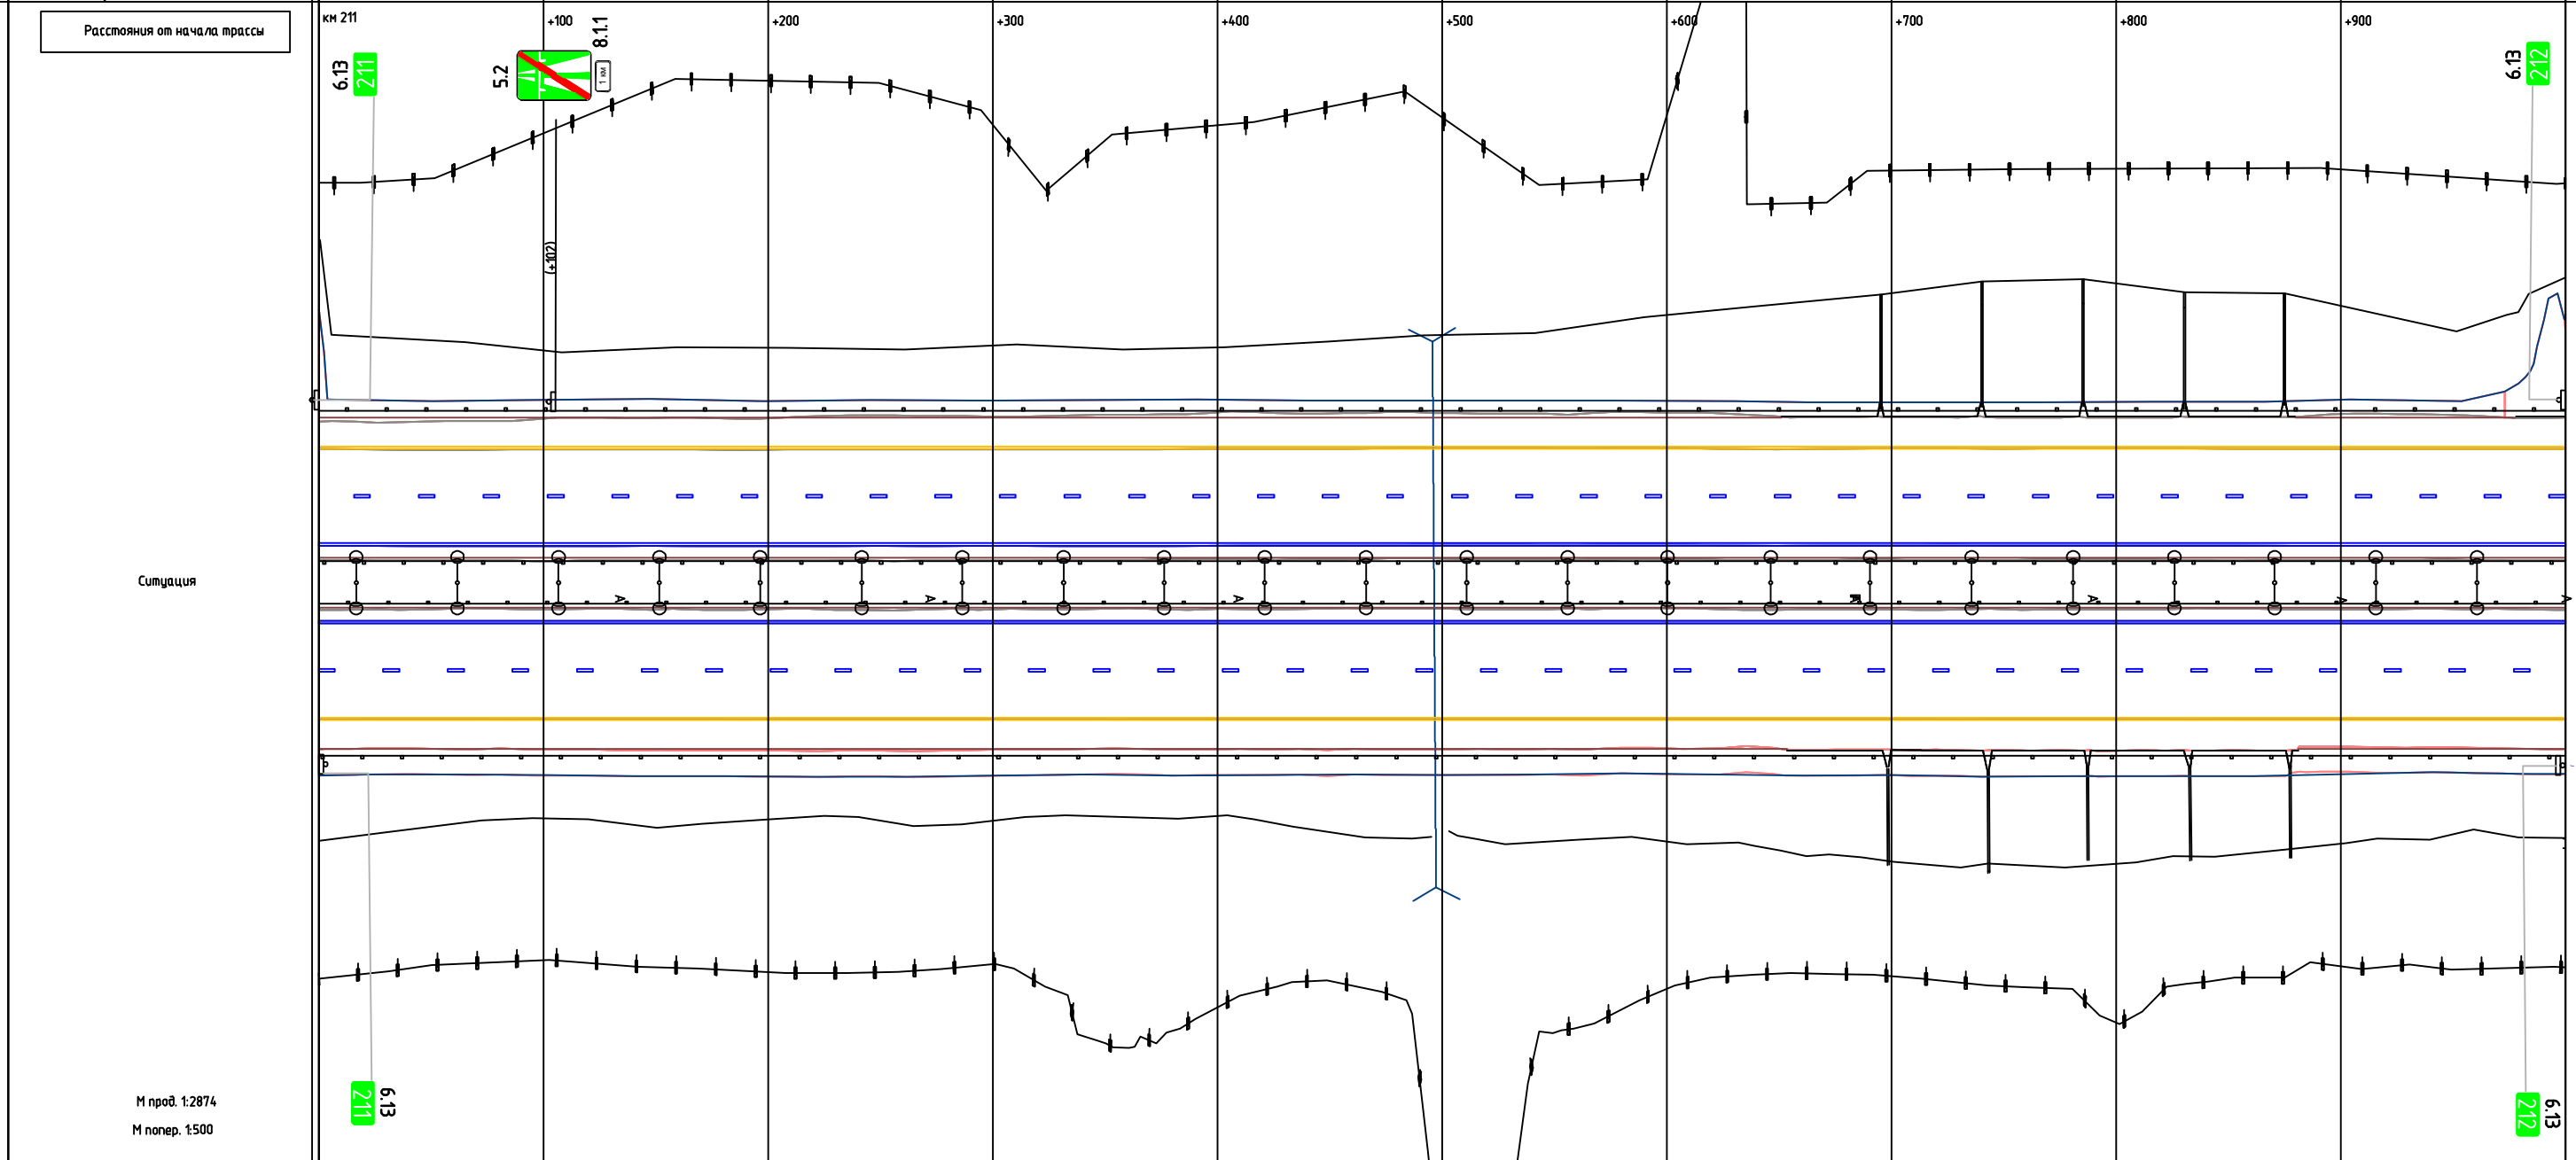 Расстояния от начала трассы
км 211
+100
+200
+300
+400
+500
+600
+700
+800
+900
6.13
211
5.2
8.1.1
1 км
6.13
212
(+102)
Ситуация
А
А
А
А
А
А
М прод. 1:2874
М попер. 1:500
211
6.13
212
6.13